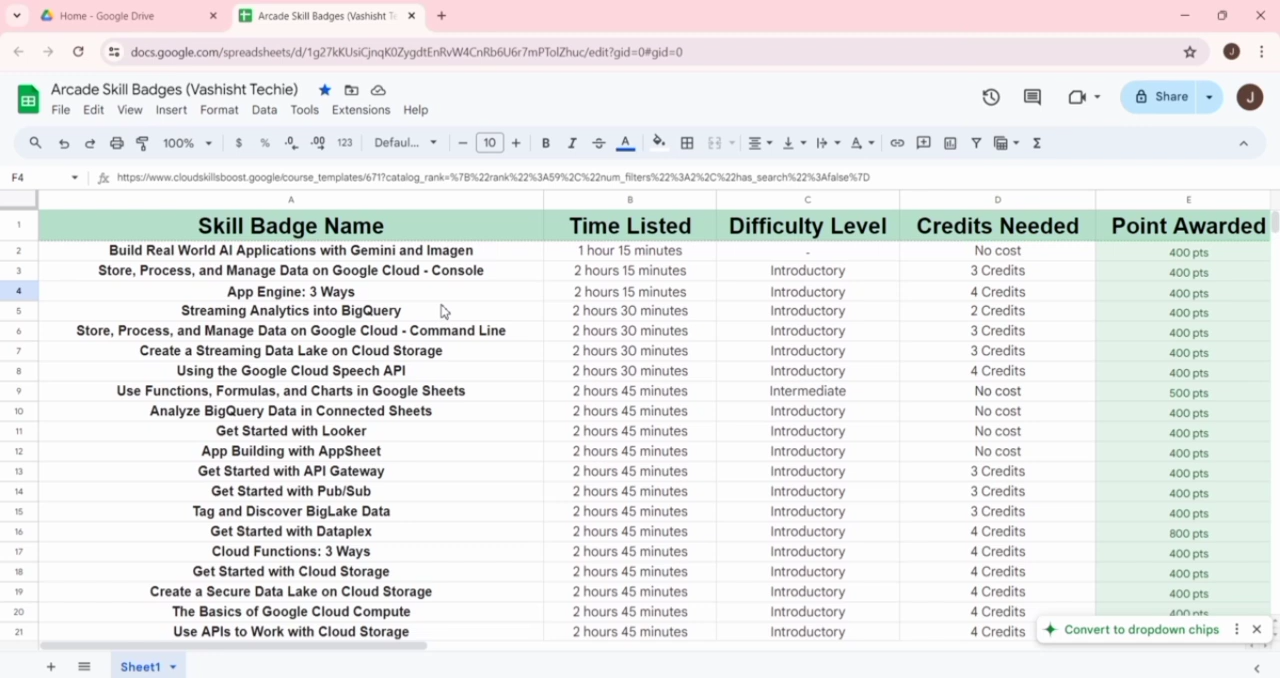 Home - Google Drive
Arcade Skill Badges (Vashisht Te
docs.google.com/spreadsheets/d/1g27kKUsiCjnqK0ZygdtEnRvW4CnRb6U6r7mPTolZhuc/edit?gid=0#gid=0
J
Arcade Skill Badges (Vashisht Techie)
File Edit View Insert Format Data Tools Extensions Help
Share
J
100% $ % .0 .00 123 Defaul... 10 B I S A
F4 fx https://www.cloudskillsboost.google/course_templates/671?catalog_rank=%7B%22rank%22%3A59%2C%22num_filters%22%3A2%2C%22has_search%22%3Afalse%7D
A B C D E
1 Skill Badge Name Time Listed Difficulty Level Credits Needed Point Awarded
2 Build Real World AI Applications with Gemini and Imagen 1 hour 15 minutes - No cost 400 pts
3 Store, Process, and Manage Data on Google Cloud - Console 2 hours 15 minutes Introductory 3 Credits 400 pts
4 App Engine: 3 Ways 2 hours 15 minutes Introductory 4 Credits 400 pts
5 Streaming Analytics into BigQuery 2 hours 30 minutes Introductory 2 Credits 400 pts
6 Store, Process, and Manage Data on Google Cloud - Command Line 2 hours 30 minutes Introductory 3 Credits 400 pts
7 Create a Streaming Data Lake on Cloud Storage 2 hours 30 minutes Introductory 3 Credits 400 pts
8 Using the Google Cloud Speech API 2 hours 30 minutes Introductory 4 Credits 400 pts
9 Use Functions, Formulas, and Charts in Google Sheets 2 hours 45 minutes Intermediate No cost 500 pts
10 Analyze BigQuery Data in Connected Sheets 2 hours 45 minutes Introductory No cost 400 pts
11 Get Started with Looker 2 hours 45 minutes Introductory No cost 400 pts
12 App Building with AppSheet 2 hours 45 minutes Introductory No cost 400 pts
13 Get Started with API Gateway 2 hours 45 minutes Introductory 3 Credits 400 pts
14 Get Started with Pub/Sub 2 hours 45 minutes Introductory 3 Credits 400 pts
15 Tag and Discover BigLake Data 2 hours 45 minutes Introductory 3 Credits 400 pts
16 Get Started with Dataplex 2 hours 45 minutes Introductory 4 Credits 800 pts
17 Cloud Functions: 3 Ways 2 hours 45 minutes Introductory 4 Credits 400 pts
18 Get Started with Cloud Storage 2 hours 45 minutes Introductory 4 Credits 400 pts
19 Create a Secure Data Lake on Cloud Storage 2 hours 45 minutes Introductory 4 Credits 400 pts
20 The Basics of Google Cloud Compute 2 hours 45 minutes Introductory 4 Credits 400 pts
21 Use APIs to Work with Cloud Storage 2 hours 45 minutes Introductory 4 Credits
Convert to dropdown chips
Sheet1